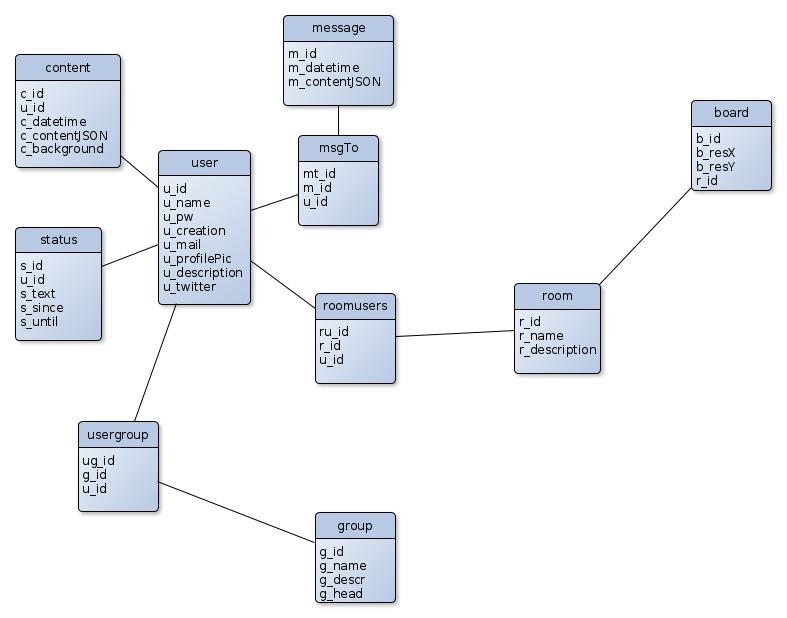 message
m_id
m_datetime
m_contentJSON
content
c_id
u_id
c_datetime
c_contentJSON
c_background
board
b_id
b_resX
b_resY
r_id
msgTo
mt_id
m_id
u_id
user
u_id
u_name
u_pw
u_creation
u_mail
u_profilePic
u_description
u_twitter
status
s_id
u_id
s_text
s_since
s_until
room
r_id
r_name
r_description
roomusers
ru_id
r_id
u_id
usergroup
ug_id
g_id
u_id
group
g_id
g_name
g_descr
g_head